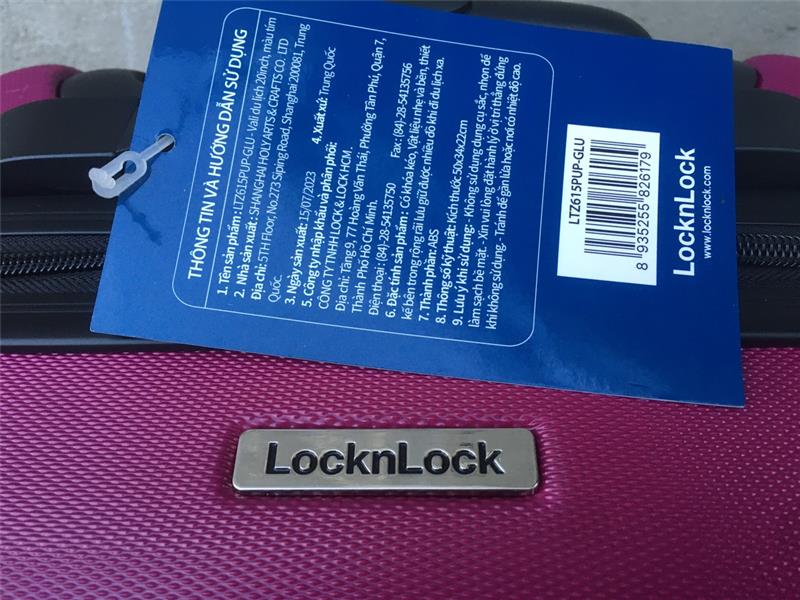 THÔNG TIN VÀ HƯỚNG DẪN SỬ DỤNG
1. Tên sản phẩm : LTZ615PUP-GLU - Vali du lịch 20inch, màu tím
2. Nhà sản xuất: SHANGHAI HOLY ARTS & CRAFTS CO. LTD
Địa chỉ: 5TH Floor, No.273 Siping Road, Shanghai 200081, Trung
Quốc.
3. Ngày sản xuất: 15/07/2023 4. Xuất xứ: Trung Quốc
5. Công ty nhập khẩu và phân phối:
CÔNG TY TNHH LOCK & LOCK HCM.
Địa chỉ: Tầng 9, 77 Hoàng Văn Thái, Phường Tân Phú, Quận 7,
Thành Phố Hồ Chí Minh.
Điện thoại : (84)-28-54135750 Fax: (84)-28-54135756
6. Đặc tính sản phẩm : Có khóa kéo, Vật liệu nhẹ và bền, thiết
kế bên trong rộng rãi lưu giữ được nhiều đồ khi đi du lịch xa.
7. Thành phần: ABS
8. Thông số kỹ thuật: Kích thước 50x34x22cm
9. Lưu ý khi sử dụng: - Không sử dụng dụng cụ sắc, nhọn để
làm sạch bề mặt. - Xin vui lòng đặt hành lý ở vị trí thẳng đứng
khi không sử dụng. - Tránh để gần lửa hoặc nơi có nhiệt độ cao.
LTZ615PUP-GLU
8 935255 826179
LocknLock
www.locknlock.com
LocknLock